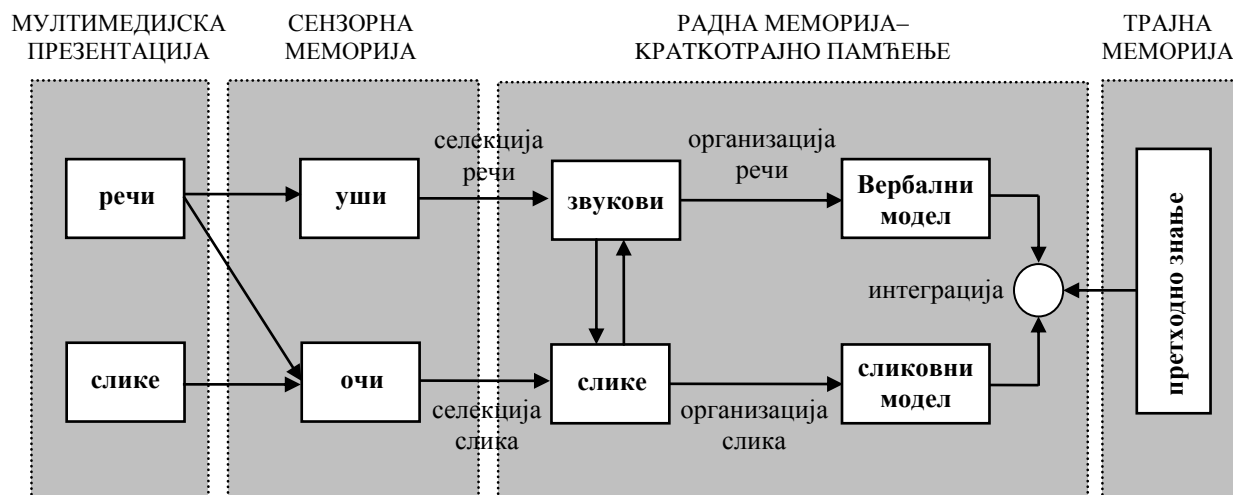 МУЛТИМЕДИЈСКА
ПРЕЗЕНТАЦИЈА
СЕНЗОРНА
МЕМОРИЈА
РАДНА МЕМОРИЈА–
КРАТКОТРАЈНО ПАМЋЕЊЕ
ТРАЈНА
МЕМОРИЈА
речи
уши
селекција
речи
звукови
организација
речи
Вербални
модел
интеграција
претходно знање
слике
очи
селекција
слика
слике
организација
слика
сликовни
модел